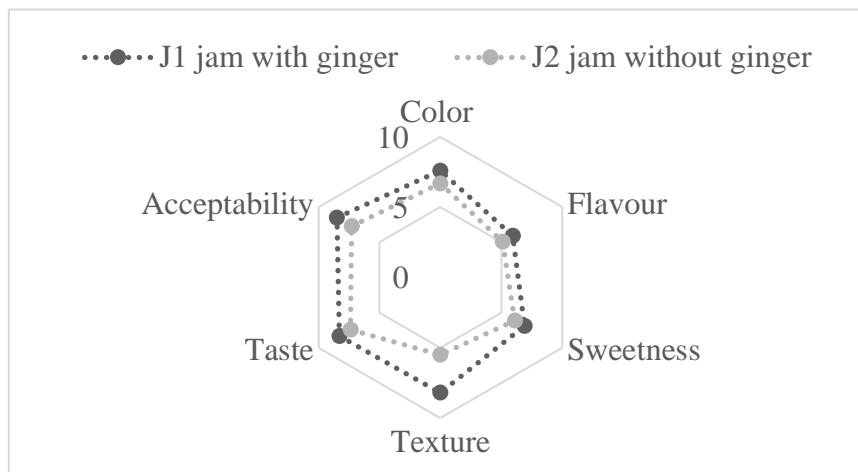 J1 jam with ginger J2 jam without ginger
Color
10
Acceptability 5 Flavour
0
Taste Sweetness
Texture